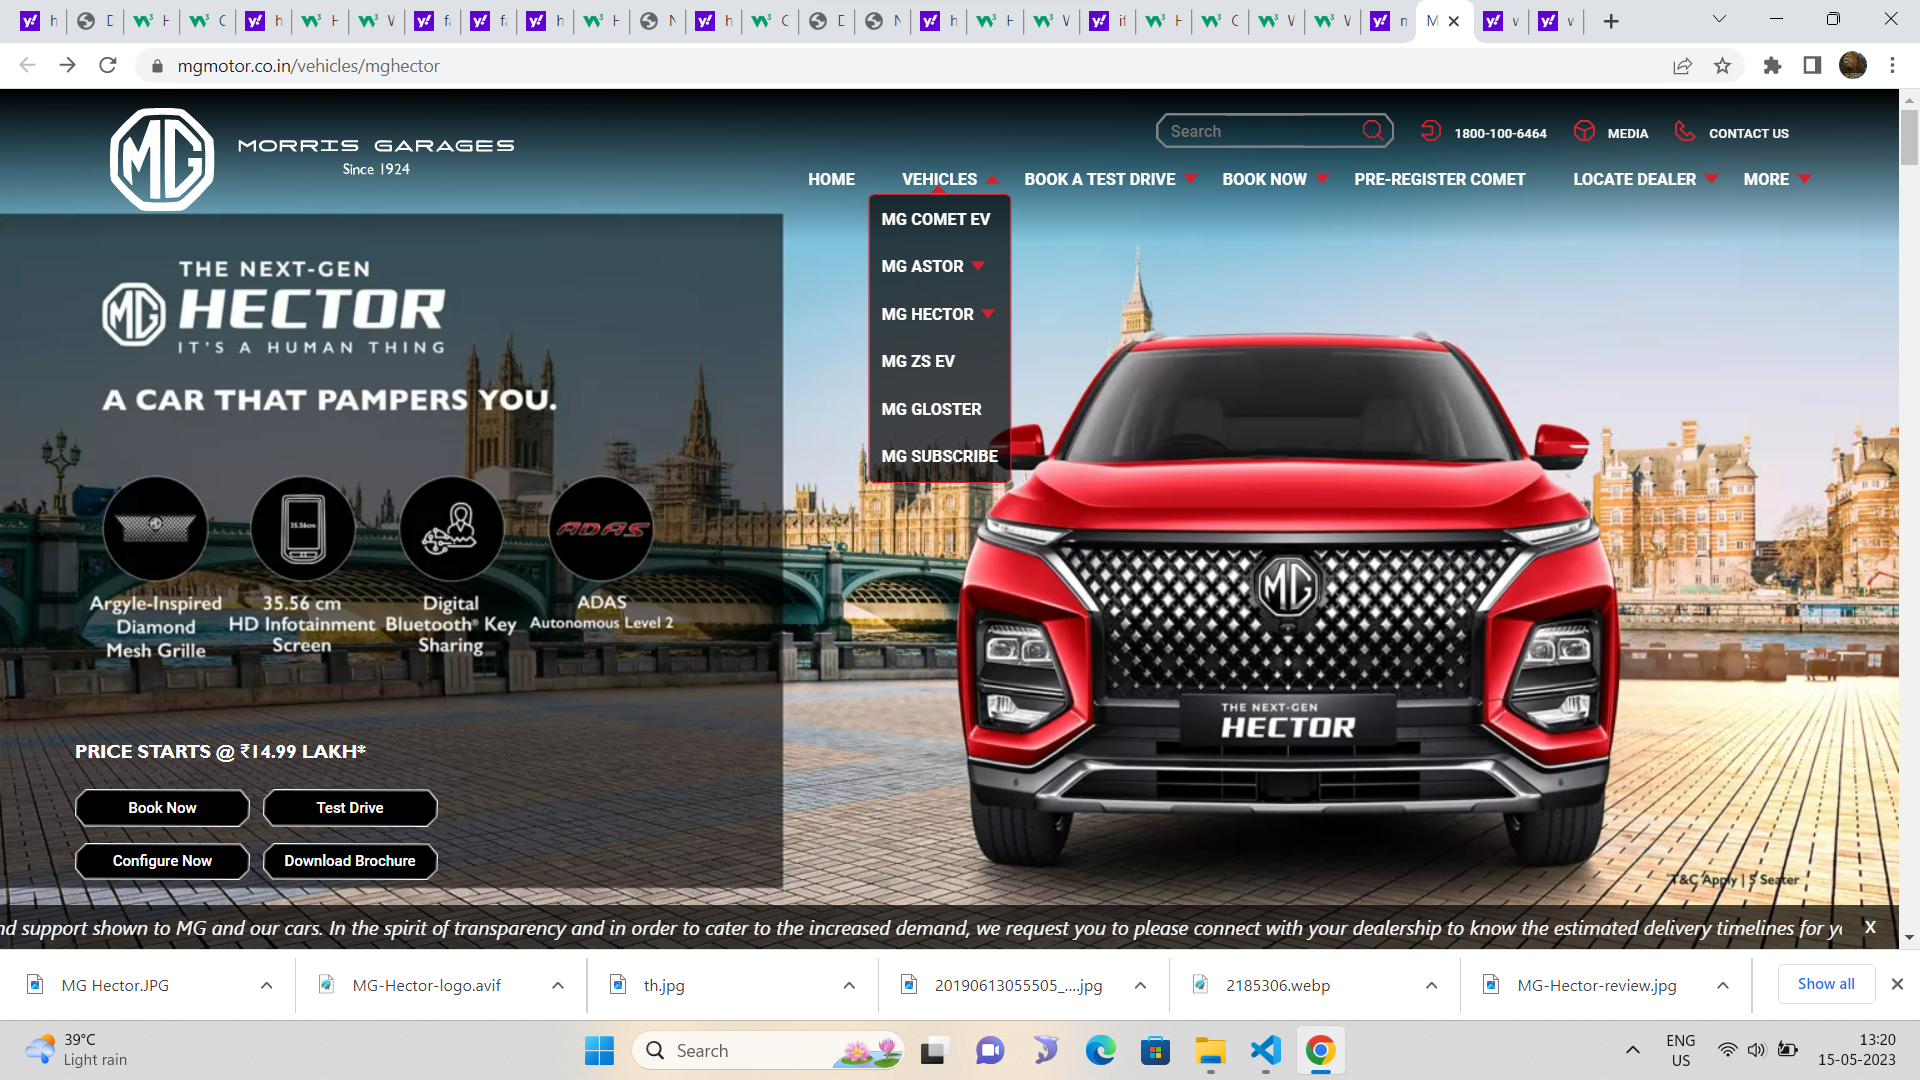 mgmotor.co.in/vehicles/mghector
MG
MORRIS GARAGES
Since 1924
Search
1800-100-6464
MEDIA
CONTACT US
HOME
VEHICLES
BOOK A TEST DRIVE
BOOK NOW
PRE-REGISTER COMET
LOCATE DEALER
MORE
MG COMET EV
MG ASTOR
MG HECTOR
MG ZS EV
MG GLOSTER
MG SUBSCRIBE
THE NEXT-GEN
MG HECTOR
IT'S A HUMAN THING
A CAR THAT PAMPERS YOU.
35.56cm
ADAS
Argyle-Inspired
Diamond
Mesh Grille
35.56 cm
HD Infotainment
Screen
Digital
Bluetooth® Key
Sharing
ADAS
Autonomous Level 2
MG
THE NEXT-GEN
HECTOR
PRICE STARTS @ ₹14.99 LAKH*
Book Now
Test Drive
Configure Now
Download Brochure
T&C Apply | 5 Seater
nd support shown to MG and our cars. In the spirit of transparency and in order to cater to the increased demand, we request you to please connect with your dealership to know the estimated delivery timelines for
X
MG Hector.JPG
MG-Hector-logo.avif
th.jpg
20190613055505_....jpg
2185306.webp
MG-Hector-review.jpg
Show all
39°C
Light rain
Search
ENG
US
13:20
15-05-2023